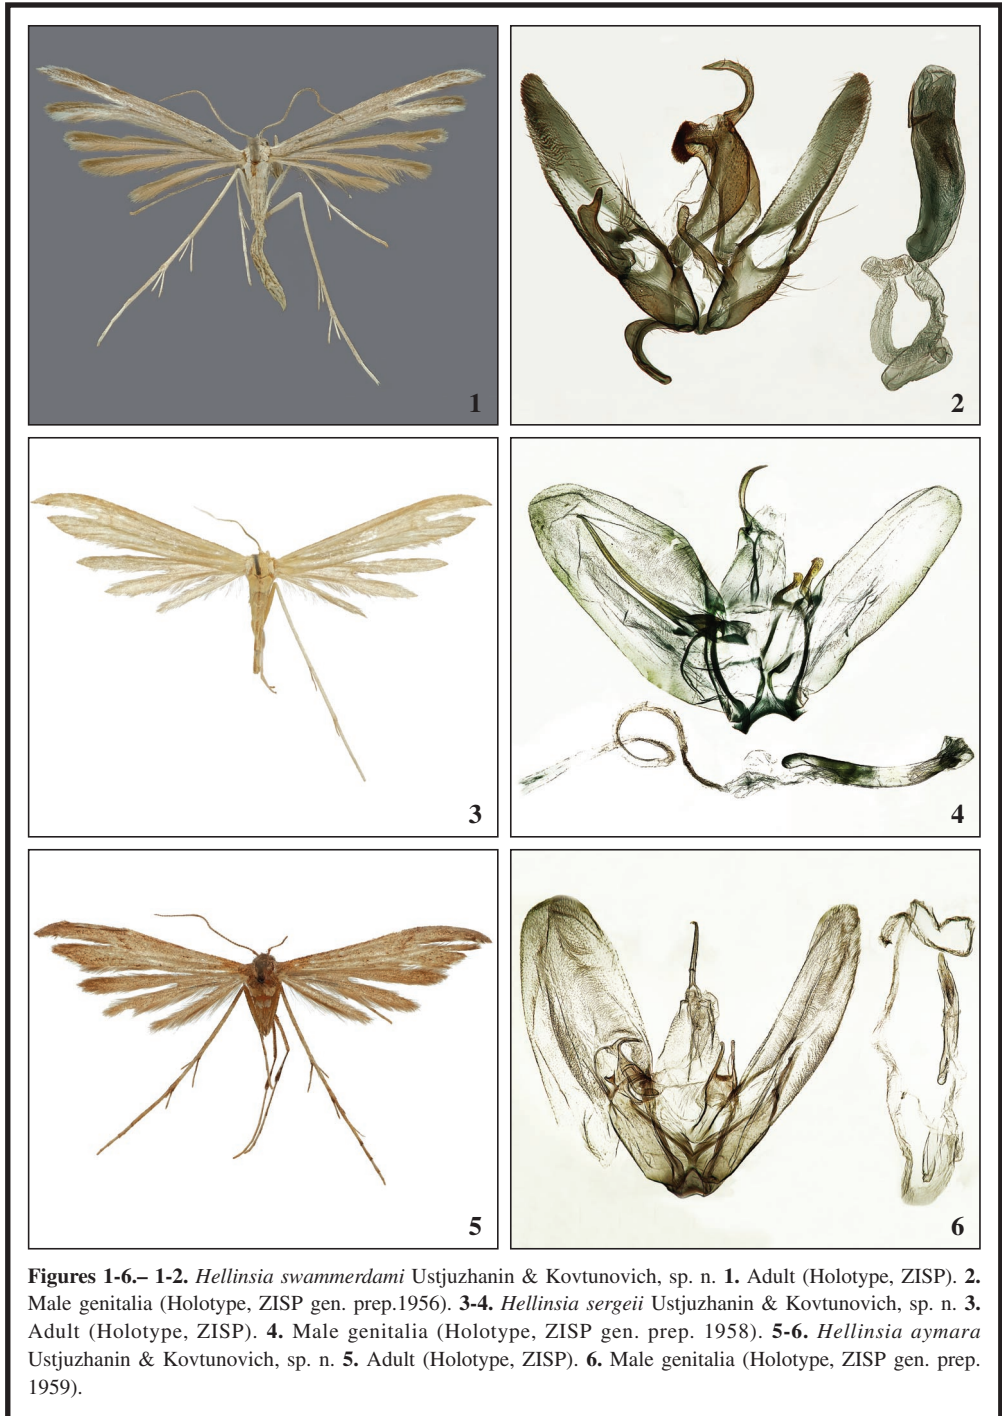 1
2
3
4
5
6
Figures 1-6.– 1-2. Hellinsia swammerdami Ustjuzhanin & Kovtunovich, sp. n. 1. Adult (Holotype, ZISP). 2.
Male genitalia (Holotype, ZISP gen. prep.1956). 3-4. Hellinsia sergeii Ustjuzhanin & Kovtunovich, sp. n. 3.
Adult (Holotype, ZISP). 4. Male genitalia (Holotype, ZISP gen. prep. 1958). 5-6. Hellinsia aymara
Ustjuzhanin & Kovtunovich, sp. n. 5. Adult (Holotype, ZISP). 6. Male genitalia (Holotype, ZISP gen. prep.
1959).